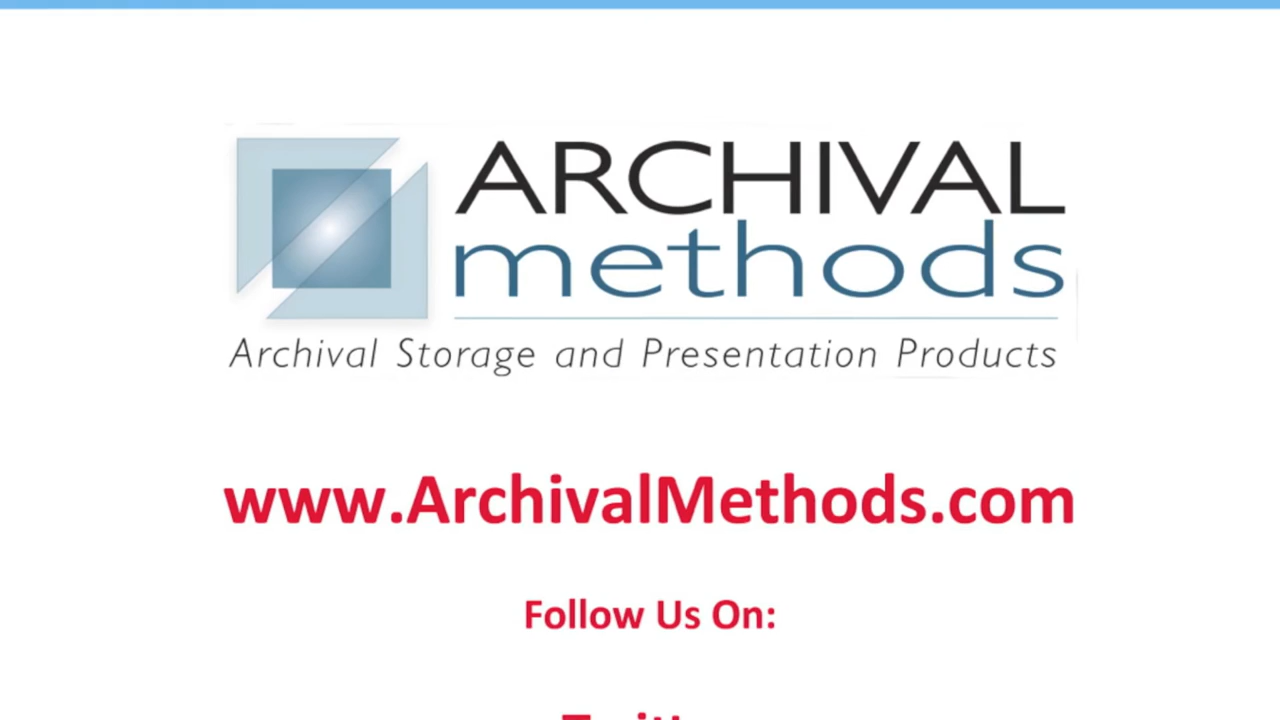 ARCHIVAL
methods
Archival Storage and Presentation Products
www.ArchivalMethods.com
Follow Us On: